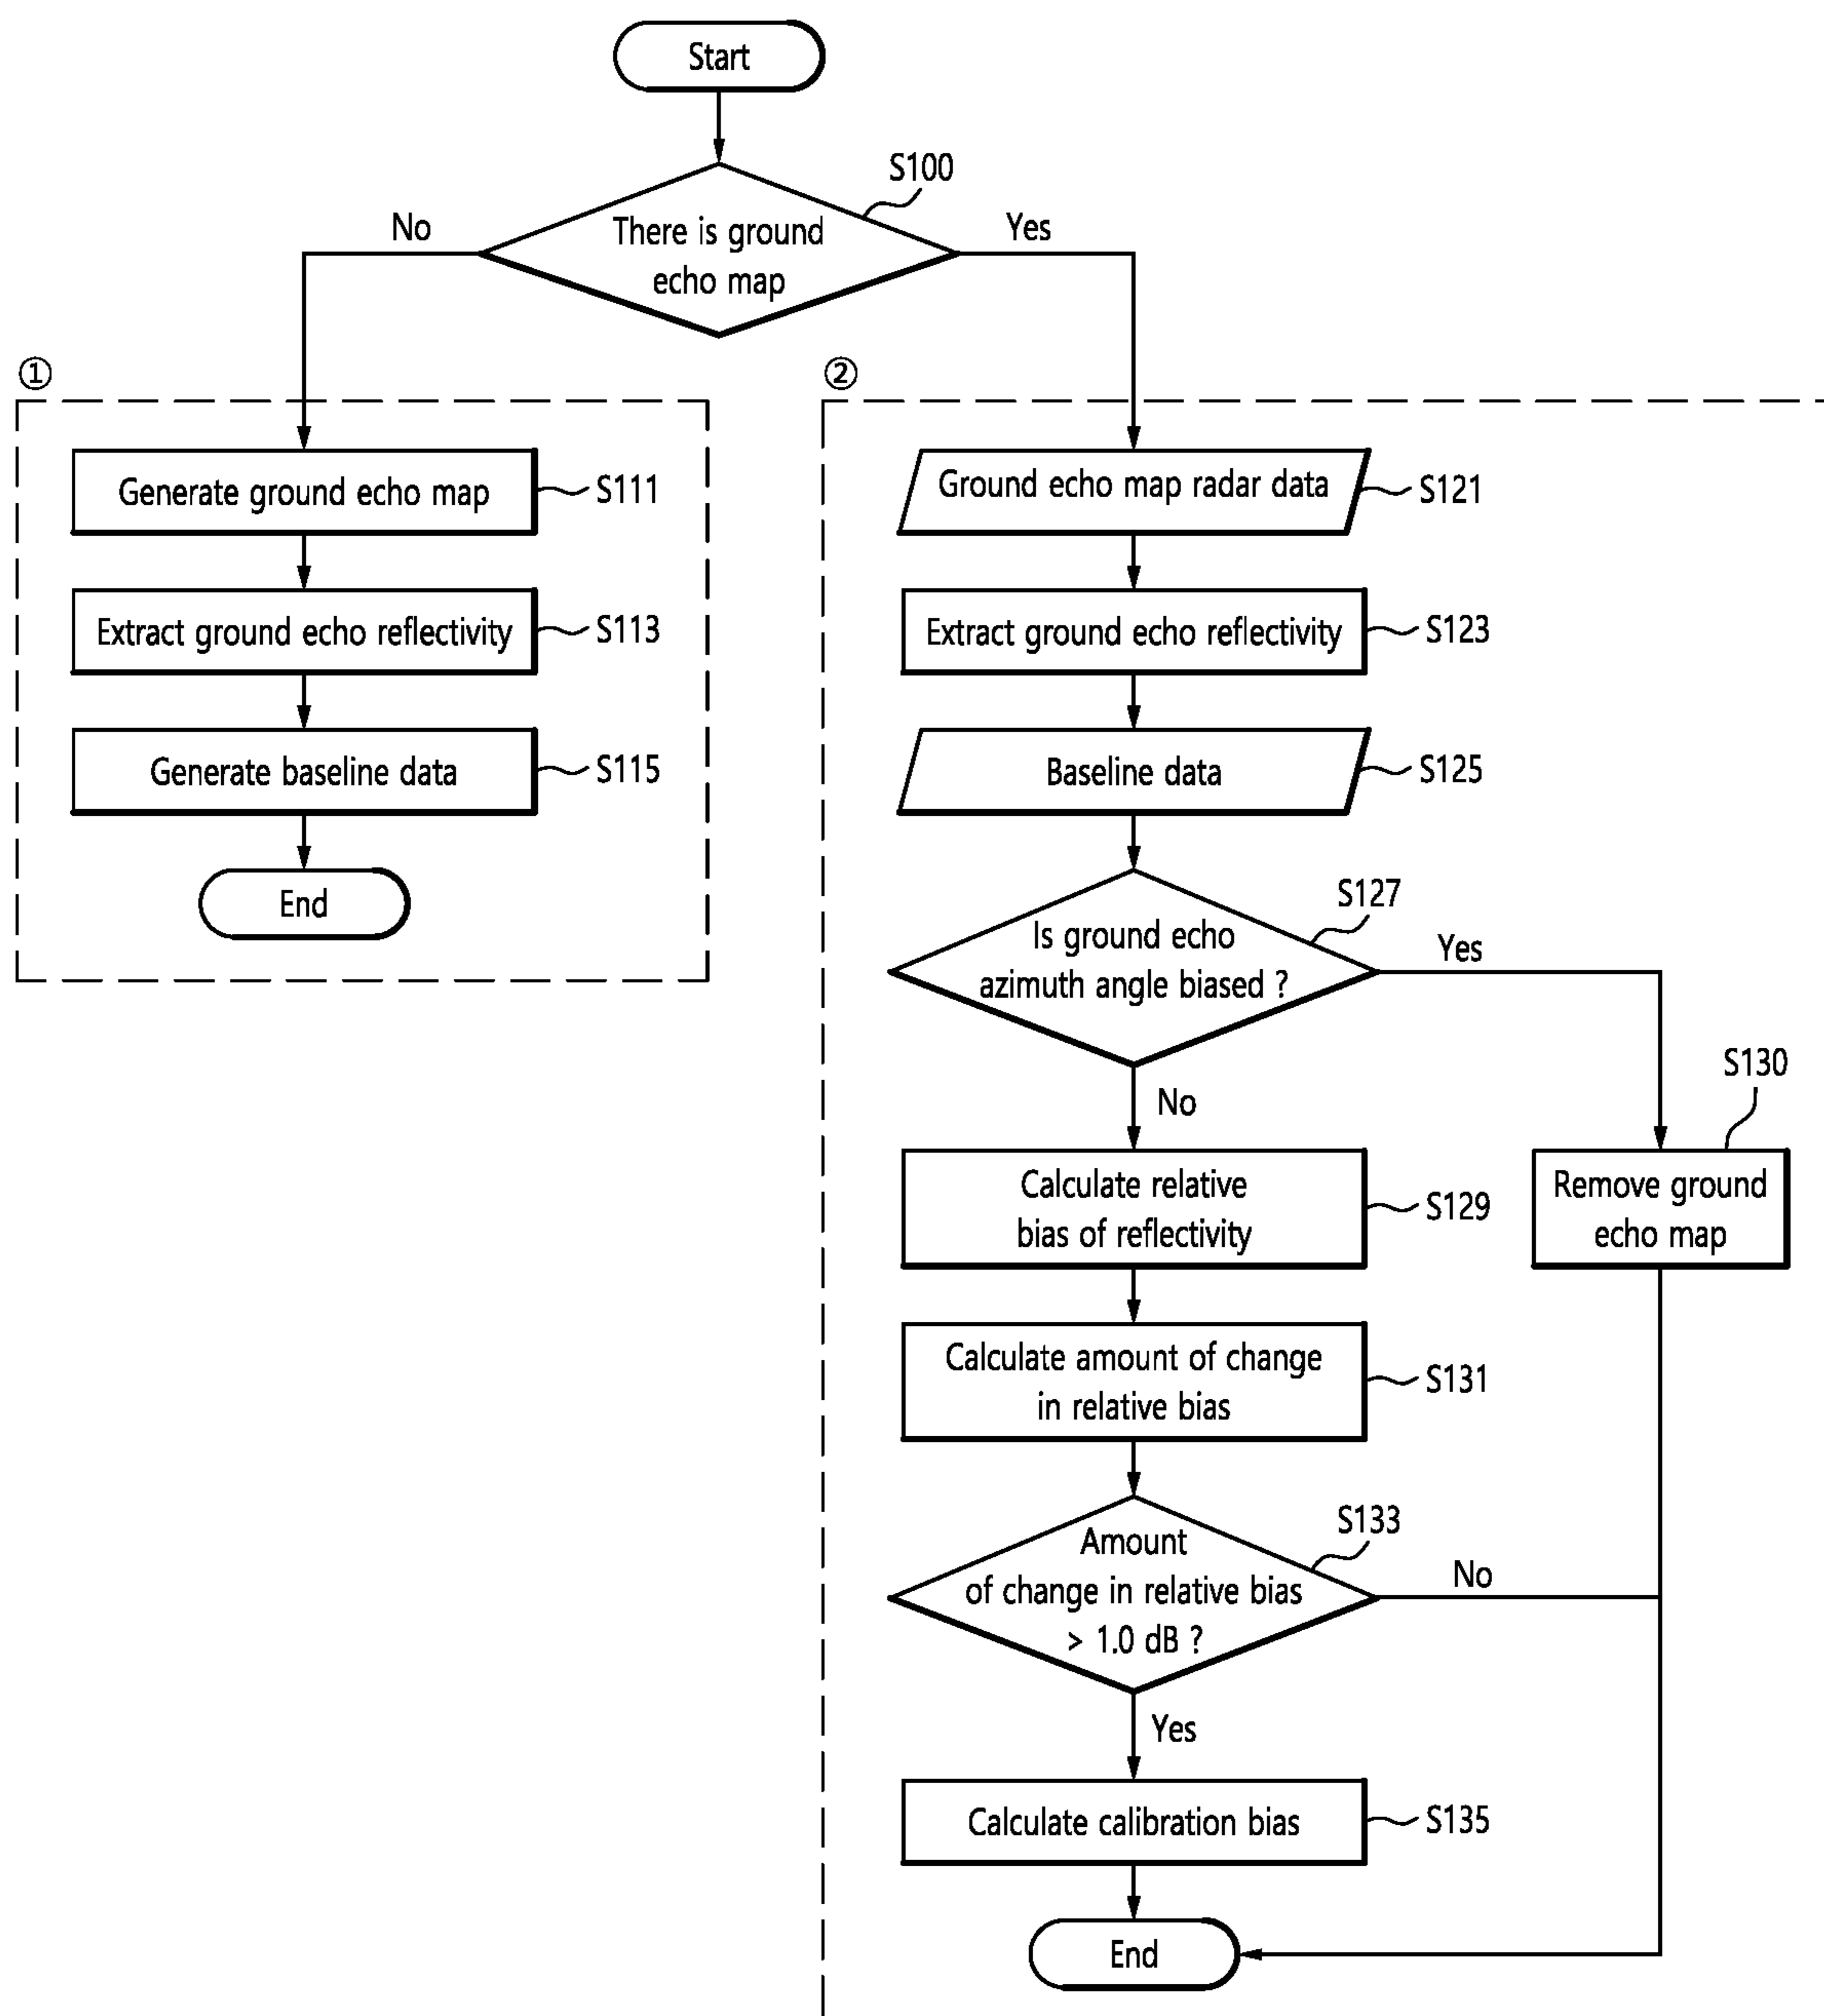 Start
S100
There is ground
echo map
No
Yes
①
Generate ground echo map
S111
Extract ground echo reflectivity
S113
Generate baseline data
S115
End
②
Ground echo map radar data
S121
Extract ground echo reflectivity
S123
Baseline data
S125
S127
Is ground echo
azimuth angle biased ?
Yes
No
S130
Remove ground
echo map
Calculate relative
bias of reflectivity
S129
Calculate amount of change
in relative bias
S131
S133
Amount
of change in relative bias
> 1.0 dB ?
No
Yes
Calculate calibration bias
S135
End